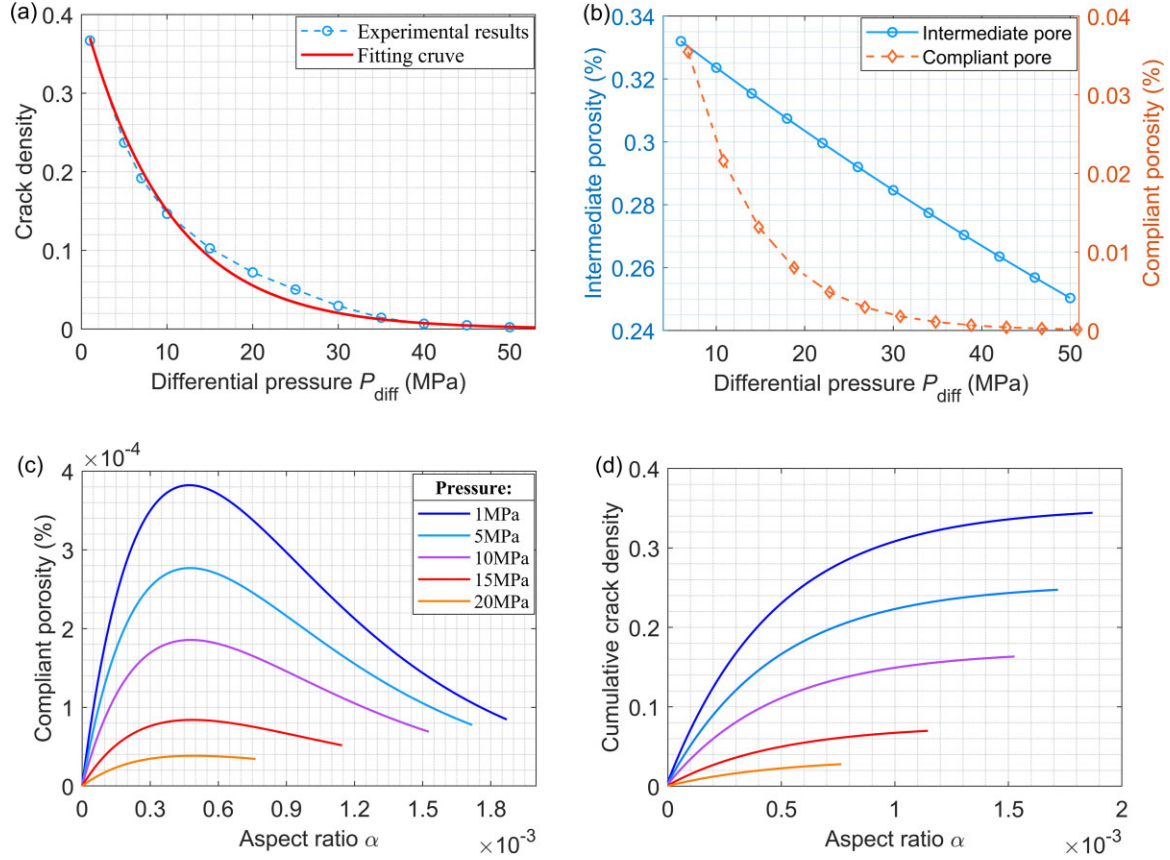 (a)
0.4
0.3
0.2
0.1
0
Crack density
Experimental results
Fitting cruve
0 10 20 30 40 50
Differential pressure P_diff (MPa)
(b)
0.34
0.32
0.3
0.28
0.26
0.24
Intermediate porosity (%)
Intermediate pore
Compliant pore
0.04
0.03
0.02
0.01
0
Compliant porosity (%)
10 20 30 40 50
Differential pressure P_diff (MPa)
(c)
×10⁻⁴
4
3
2
1
0
Compliant porosity (%)
Pressure:
1MPa
5MPa
10MPa
15MPa
20MPa
0 0.3 0.6 0.9 1.2 1.5 1.8
Aspect ratio α
×10⁻³
(d)
0.4
0.3
0.2
0.1
0
Cumulative crack density
0 0.5 1 1.5 2
Aspect ratio α
×10⁻³